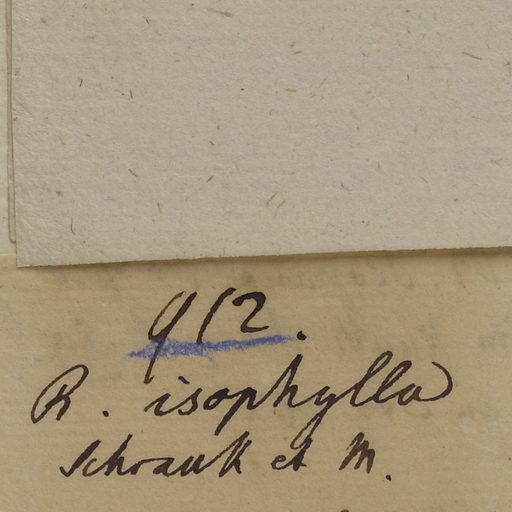 912.
R. isophylla
Schrank et M.